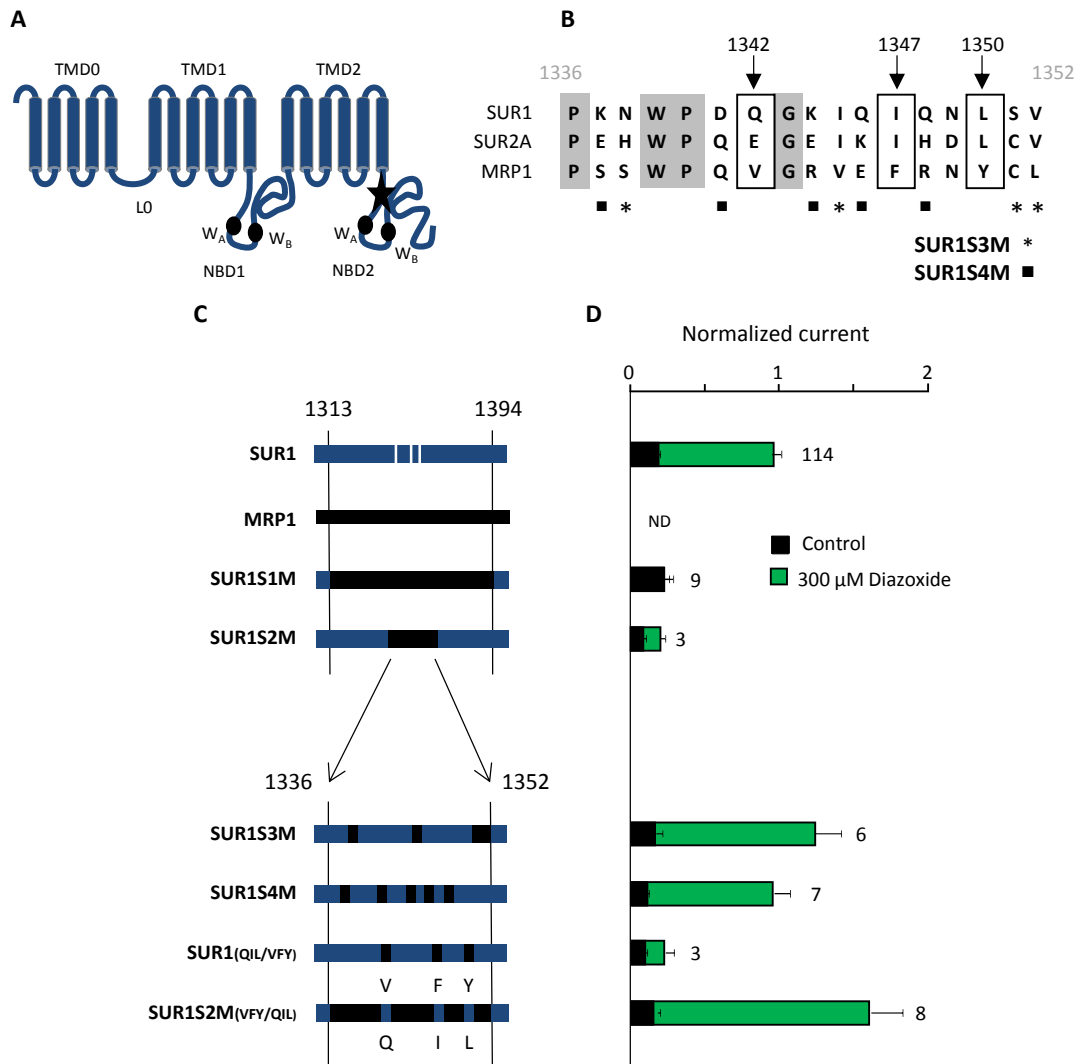 A
TMD0 TMD1 TMD2
L0
WA WB WA WB
NBD1 NBD2
B
1342 1347 1350
1336 1352
SUR1 P K N W P D Q G K I Q I Q N L S V
SUR2A P E H W P Q E G E I K I H D L C V
MRP1 P S S W P Q V G R V E F R N Y C L
■ * ■ ■ * ■ ■ * *
SUR1S3M *
SUR1S4M ■
C
1313 1394
SUR1
MRP1
SUR1S1M
SUR1S2M
1336 1352
SUR1S3M
SUR1S4M
SUR1(QIL/VFY)
V F Y
SUR1S2M(VFY/QIL)
Q I L
D
Normalized current
0 1 2
114
ND
Control
300 µM Diazoxide
9
3
6
7
3
8